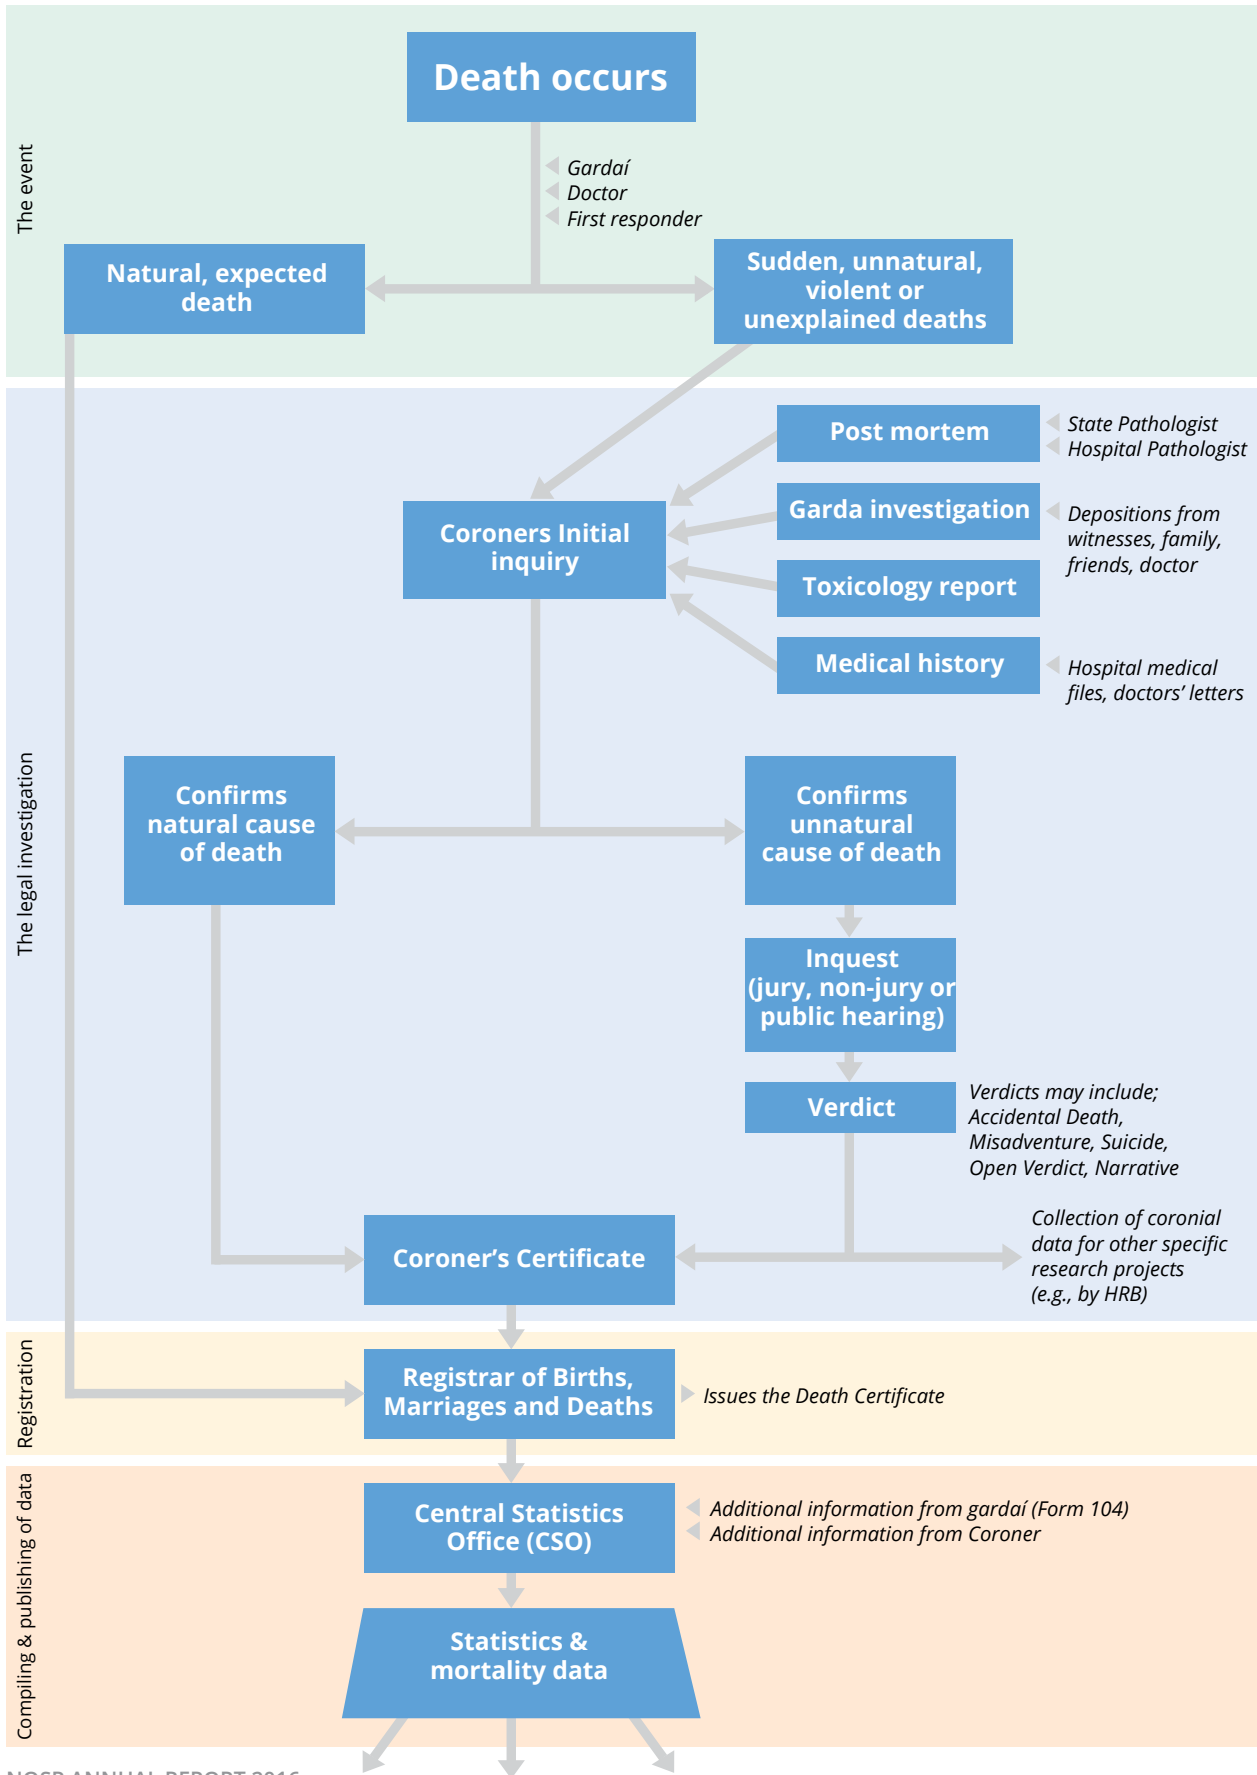 The event
Death occurs
Gardaí
Doctor
First responder
Natural, expected
death
Sudden, unnatural,
violent or
unexplained deaths
The legal investigation
Post mortem
State Pathologist
Hospital Pathologist
Garda investigation
Depositions from
witnesses, family,
friends, doctor
Coroners Initial
inquiry
Toxicology report
Medical history
Hospital medical
files, doctors’ letters
Confirms
natural cause
of death
Confirms
unnatural
cause of death
Inquest
(jury, non-jury or
public hearing)
Verdict
Verdicts may include;
Accidental Death,
Misadventure, Suicide,
Open Verdict, Narrative
Coroner’s Certificate
Collection of coronial
data for other specific
research projects
(e.g., by HRB)
Registration
Registrar of Births,
Marriages and Deaths
Issues the Death Certificate
Compiling & publishing of data
Central Statistics
Office (CSO)
Additional information from gardaí (Form 104)
Additional information from Coroner
Statistics &
mortality data
NOSP ANNUAL REPORT 2016